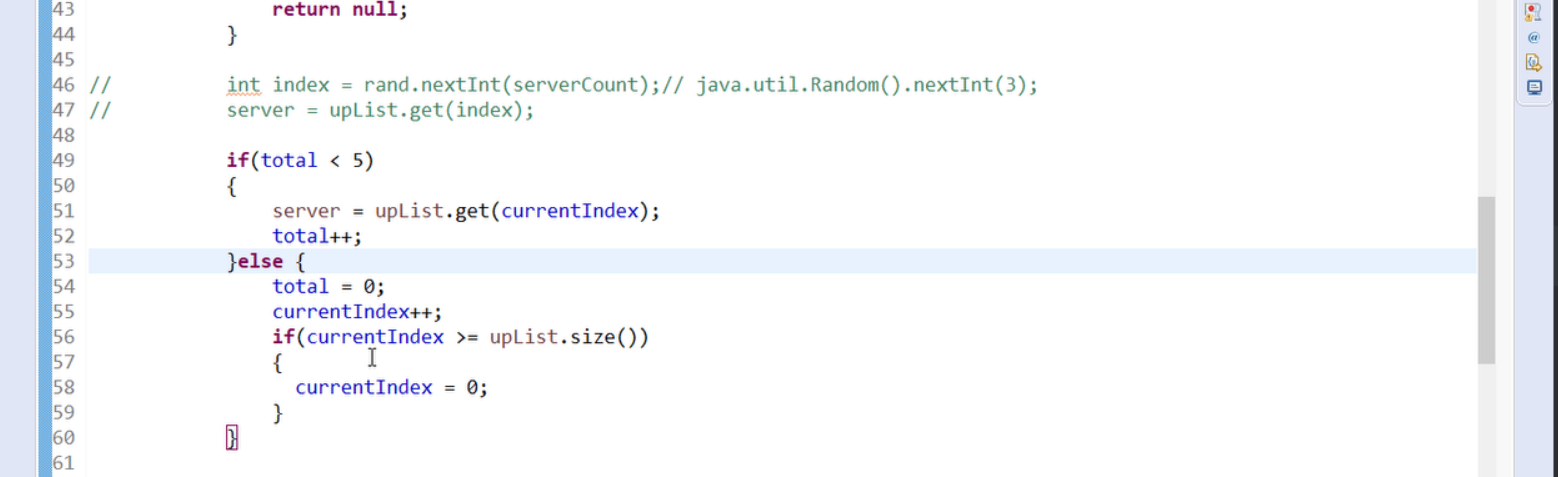 43 return null;
44 }
45
46 // int index = rand.nextInt(serverCount);// java.util.Random().nextInt(3);
47 // server = upList.get(index);
48
49 if(total < 5)
50 {
51 server = upList.get(currentIndex);
52 total++;
53 }else {
54 total = 0;
55 currentIndex++;
56 if(currentIndex >= upList.size())
57 {
58 currentIndex = 0;
59 }
60 }
61